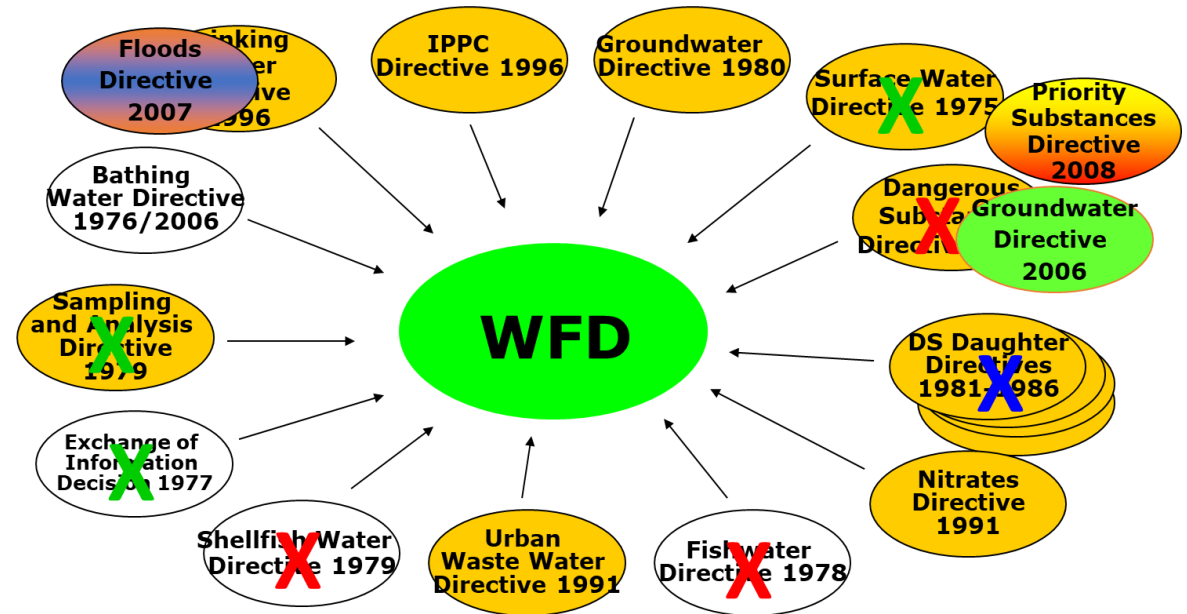 Floods
Directive
2007
1996
IPPC
Directive 1996
Groundwater
Directive 1980
Surface Water
Directive 1975
Priority
Substances
Directive
2008
Bathing
Water Directive
1976/2006
Dangerous
Groundwater
Directive
2006
Sampling
and Analysis
Directive
1979
WFD
DS Daughter
Directives
1981-1986
Exchange of
Information
Decision 1977
Nitrates
Directive
1991
Shellfish Water
Directive 1979
Urban
Waste Water
Directive 1991
Fishwater
Directive 1978